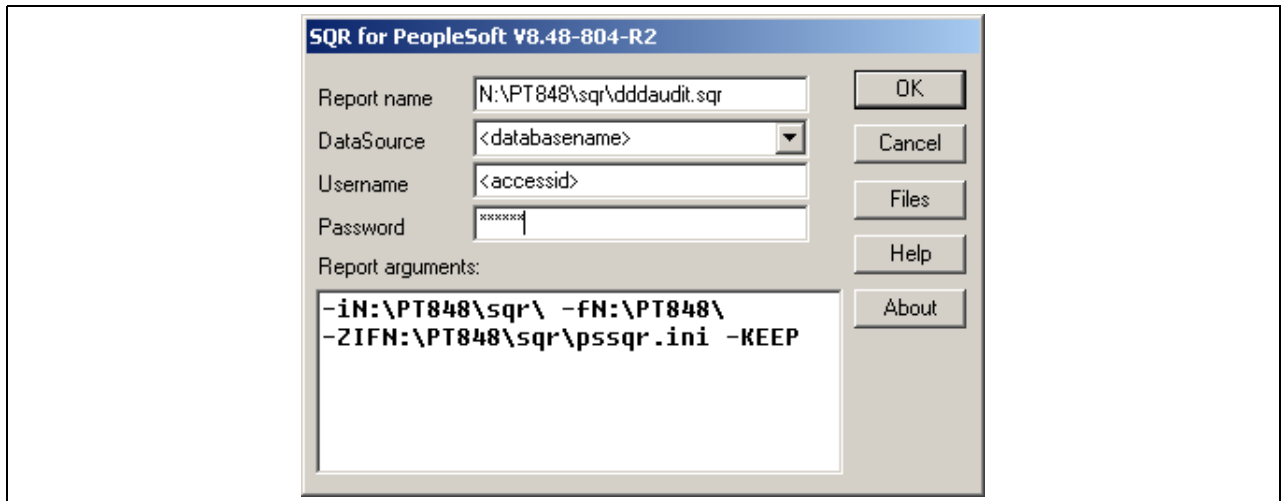 SQR for PeopleSoft V8.48-804-R2
Report name N:\PT848\sqr\dddaudit.sqr OK
DataSource <databasename> Cancel
Username <accessid> Files
Password ******
Report arguments: Help
-iN:\PT848\sqr\ -fN:\PT848\ About
-ZIFN:\PT848\sqr\pssqr.ini -KEEP